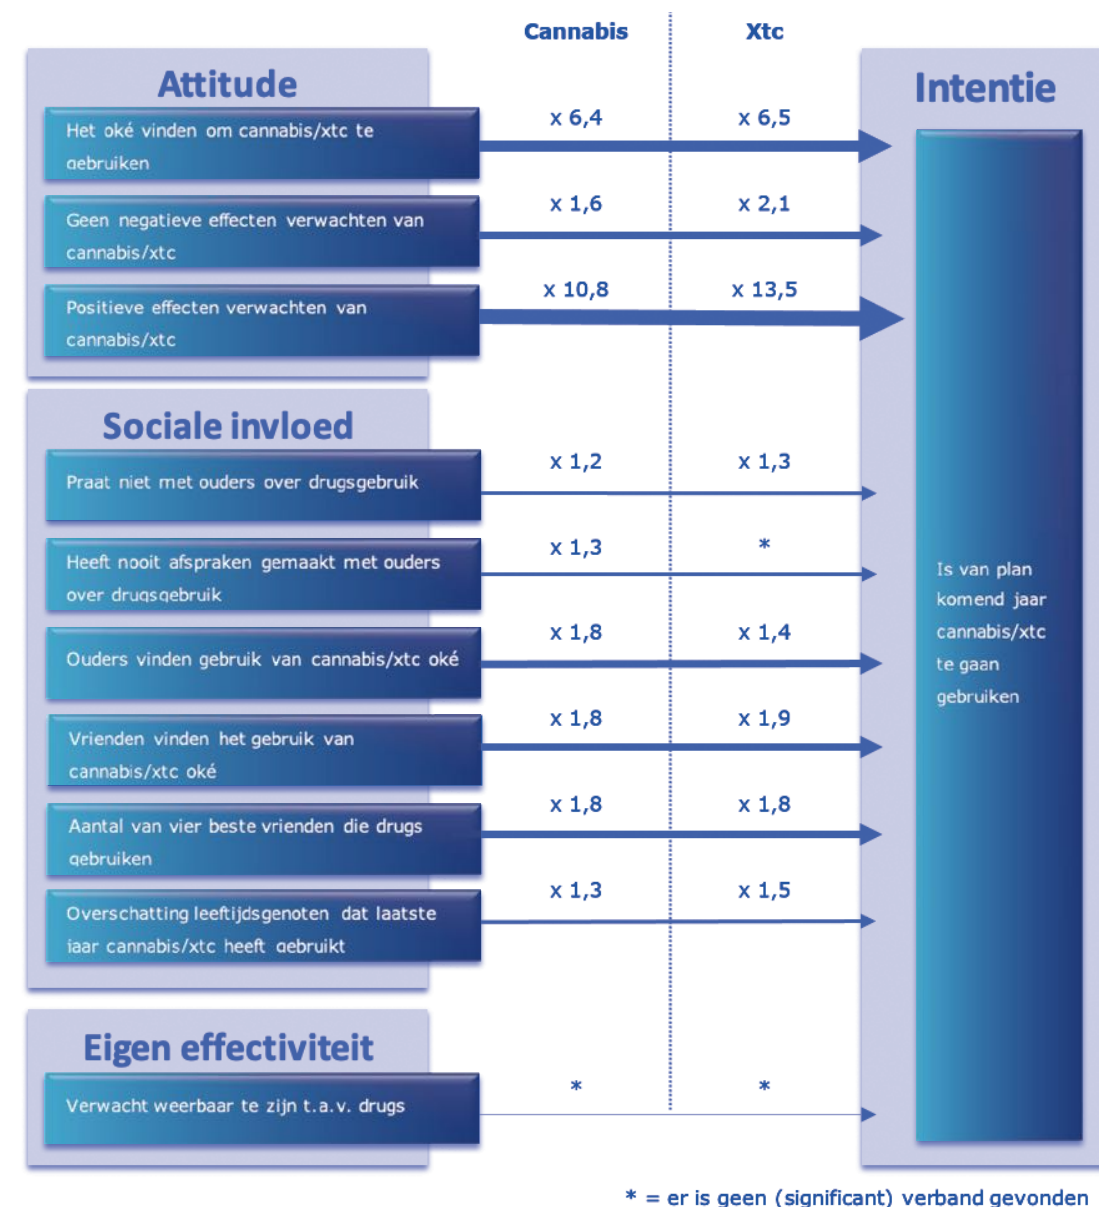 Cannabis Xtc
Attitude
Het oké vinden om cannabis/xtc te
gebruiken
x 6,4 x 6,5
Geen negatieve effecten verwachten van
cannabis/xtc
x 1,6 x 2,1
Positieve effecten verwachten van
cannabis/xtc
x 10,8 x 13,5
Sociale invloed
Praat niet met ouders over drugsgebruik
x 1,2 x 1,3
Heeft nooit afspraken gemaakt met ouders
over drugsgebruik
x 1,3 *
Ouders vinden gebruik van cannabis/xtc oké
x 1,8 x 1,4
Vrienden vinden het gebruik van
cannabis/xtc oké
x 1,8 x 1,9
Aantal van vier beste vrienden die drugs
gebruiken
x 1,8 x 1,8
Overschatting leeftijdsgenoten dat laatste
jaar cannabis/xtc heeft gebruikt
x 1,3 x 1,5
Eigen effectiviteit
Verwacht weerbaar te zijn t.a.v. drugs
* *
Intentie
Is van plan
komend jaar
cannabis/xtc
te gaan
gebruiken
* = er is geen (significant) verband gevonden